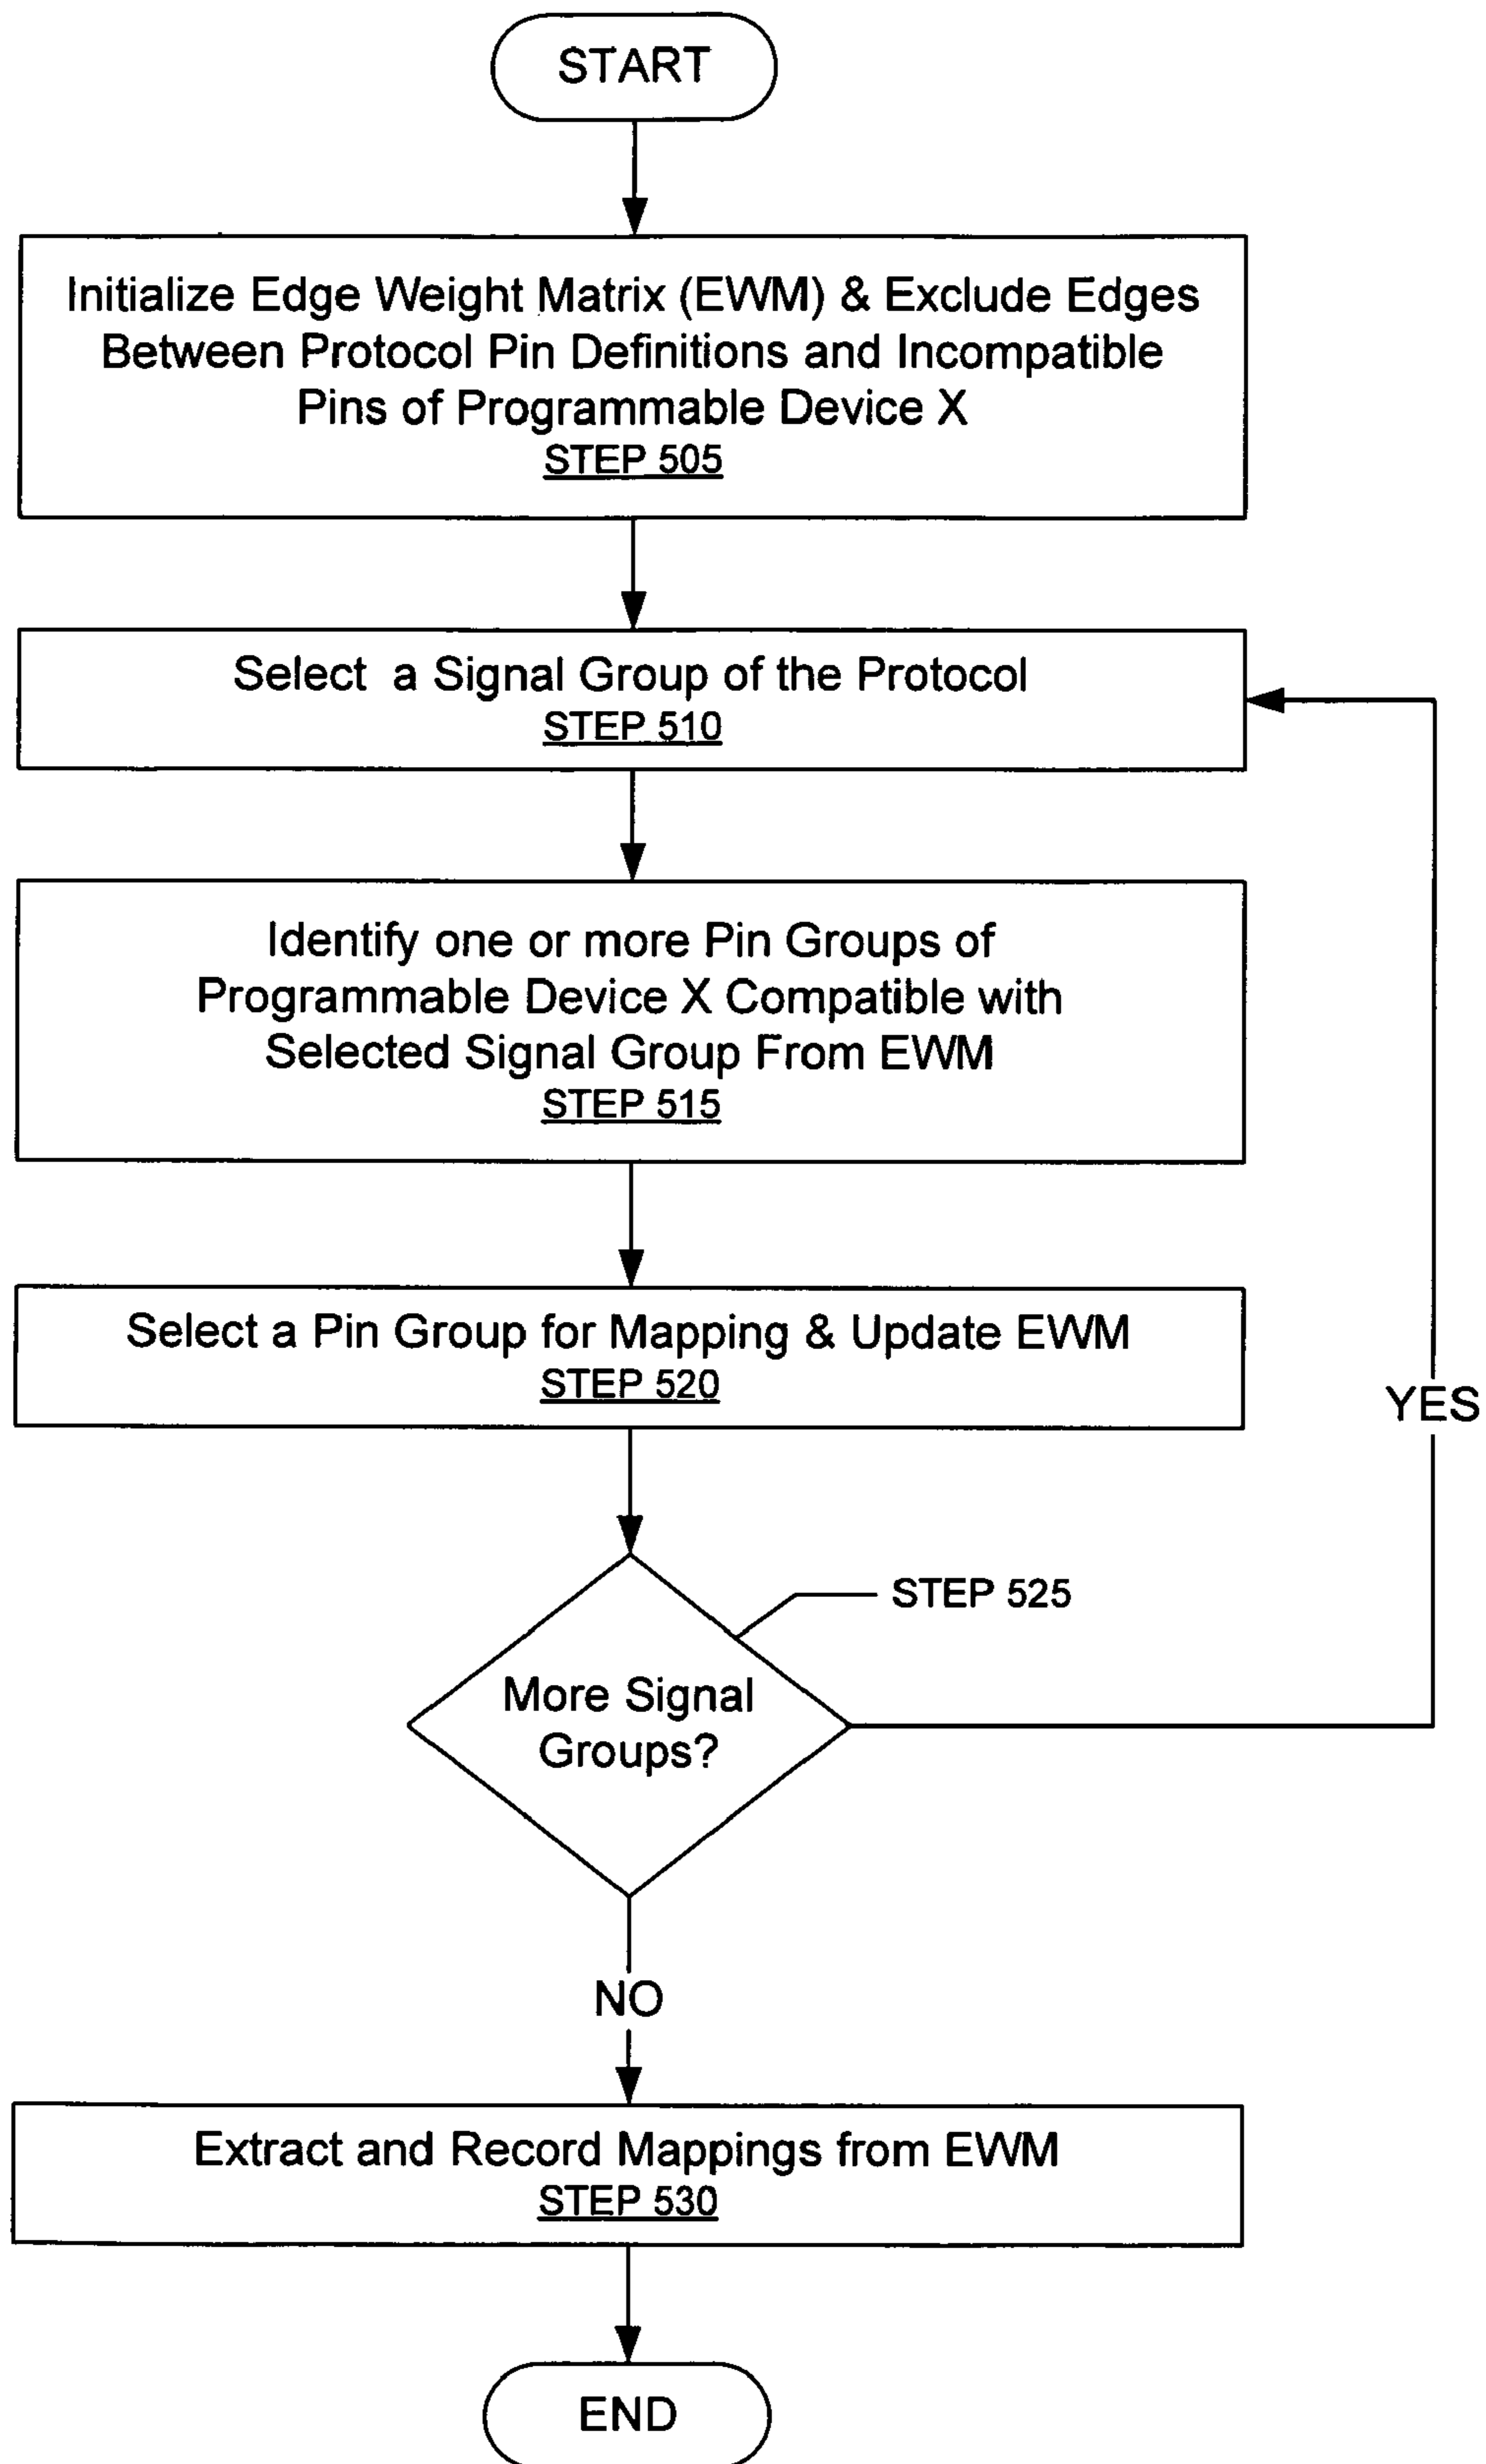 START
Initialize Edge Weight Matrix (EWM) & Exclude Edges
Between Protocol Pin Definitions and Incompatible
Pins of Programmable Device X
STEP 505
Select a Signal Group of the Protocol
STEP 510
Identify one or more Pin Groups of
Programmable Device X Compatible with
Selected Signal Group From EWM
STEP 515
Select a Pin Group for Mapping & Update EWM
STEP 520
YES
STEP 525
More Signal
Groups?
NO
Extract and Record Mappings from EWM
STEP 530
END